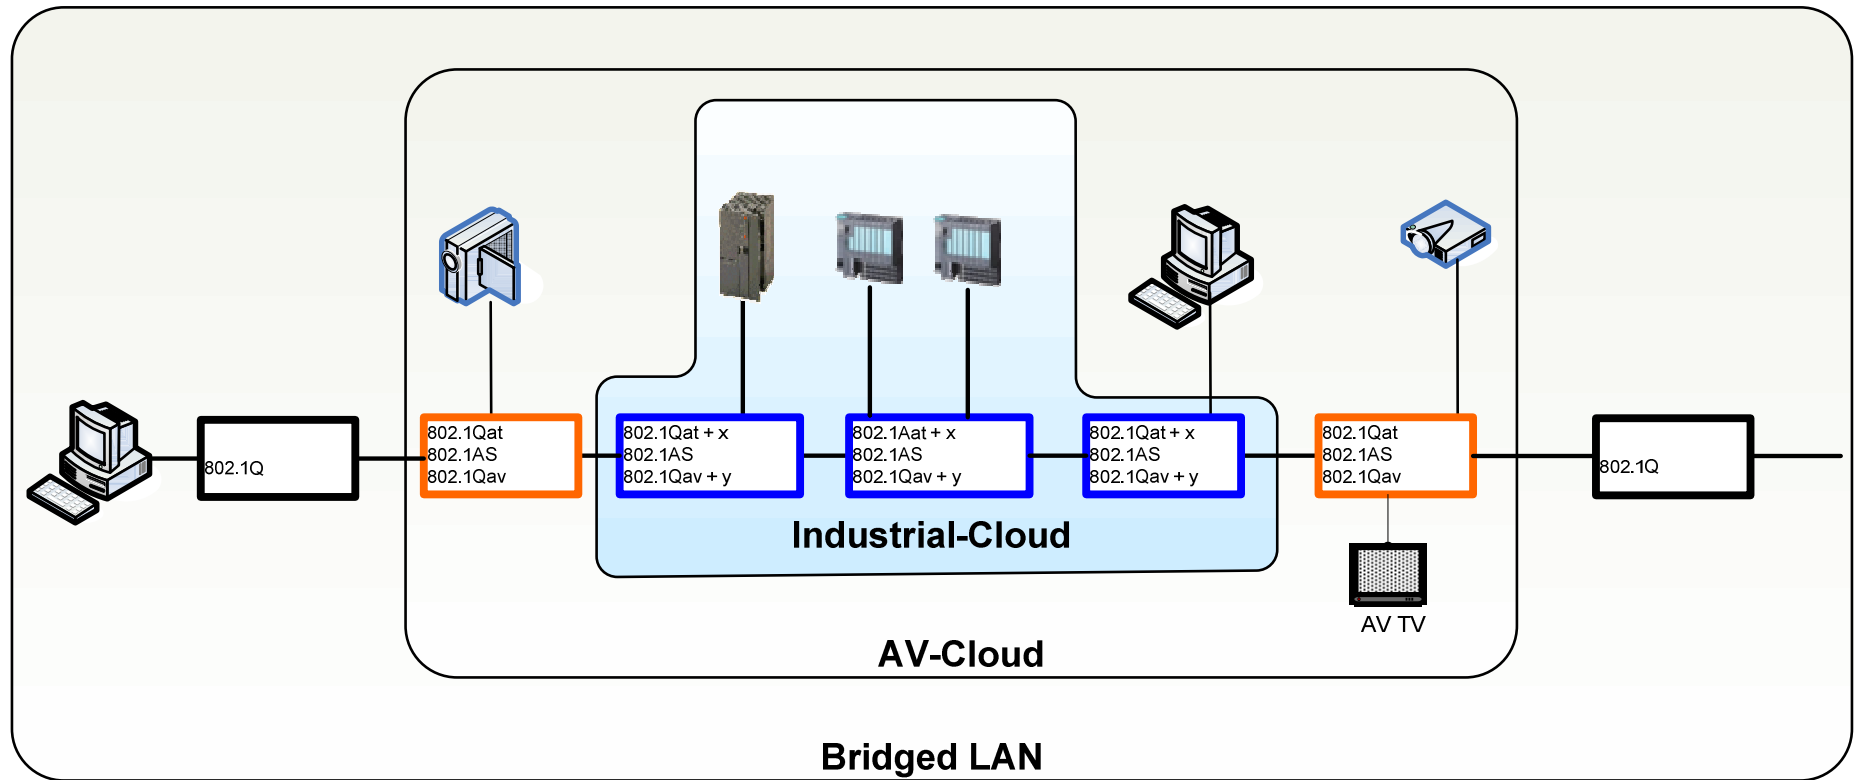 802.1Q
802.1Qat
802.1AS
802.1Qav
802.1Qat + x
802.1AS
802.1Qav + y
802.1Aat + x
802.1AS
802.1Qav + y
802.1Qat + x
802.1AS
802.1Qav + y
802.1Qat
802.1AS
802.1Qav
802.1Q
Industrial-Cloud
AV TV
AV-Cloud
Bridged LAN